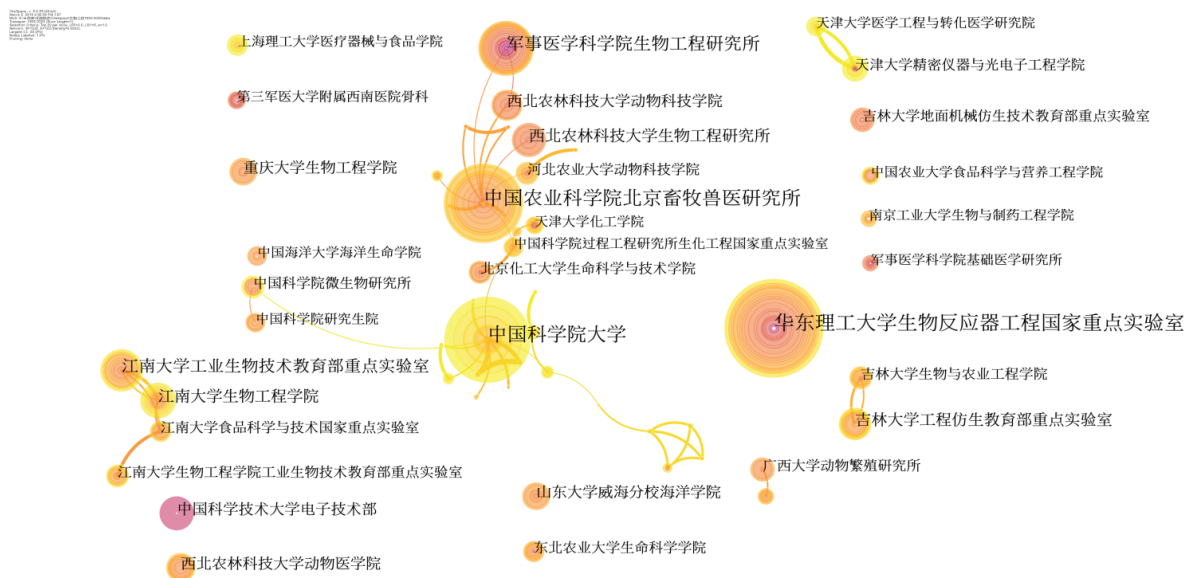 上海理工大学医疗器械与食品学院
军事医学科学院生物工程研究所
天津大学医学工程与转化医学研究院
天津大学精密仪器与光电子工程学院
第三军医大学附属西南医院骨科
西北农林科技大学动物科技学院
吉林大学地面机械仿生技术教育部重点实验室
西北农林科技大学生物工程研究所
重庆大学生物工程学院
河北农业大学动物科技学院
中国农业大学食品科学与营养工程学院
中国农业科学院北京畜牧兽医研究所
南京工业大学生物与制药工程学院
天津大学化工学院
中国科学院过程工程研究所生化工程国家重点实验室
中国海洋大学海洋生命学院
军事医学科学院基础医学研究所
北京化工大学生命科学与技术学院
中国科学院微生物研究所
中国科学院研究生院
华东理工大学生物反应器工程国家重点实验室
中国科学院大学
江南大学工业生物技术教育部重点实验室
吉林大学生物与农业工程学院
江南大学生物工程学院
吉林大学工程仿生教育部重点实验室
江南大学食品科学与技术国家重点实验室
广西大学动物繁殖研究所
江南大学生物工程学院工业生物技术教育部重点实验室
山东大学威海分校海洋学院
中国科学技术大学电子技术部
东北农业大学生命科学学院
西北农林科技大学动物医学院